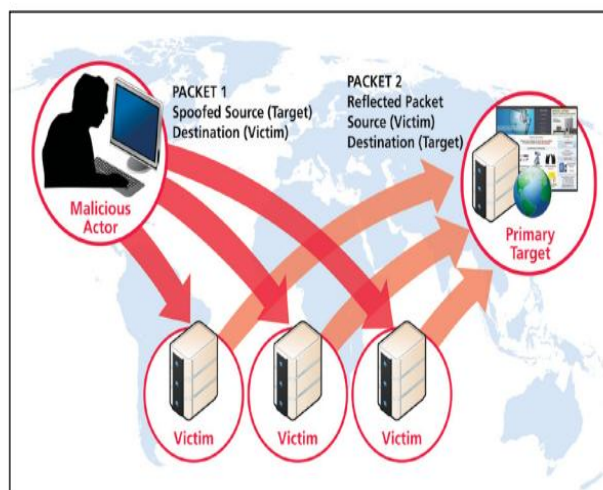 PACKET 1
Spoofed Source (Target)
Destination (Victim)
PACKET 2
Reflected Packet
Source (Victim)
Destination (Target)
Malicious
Actor
Primary
Target
Victim
Victim
Victim